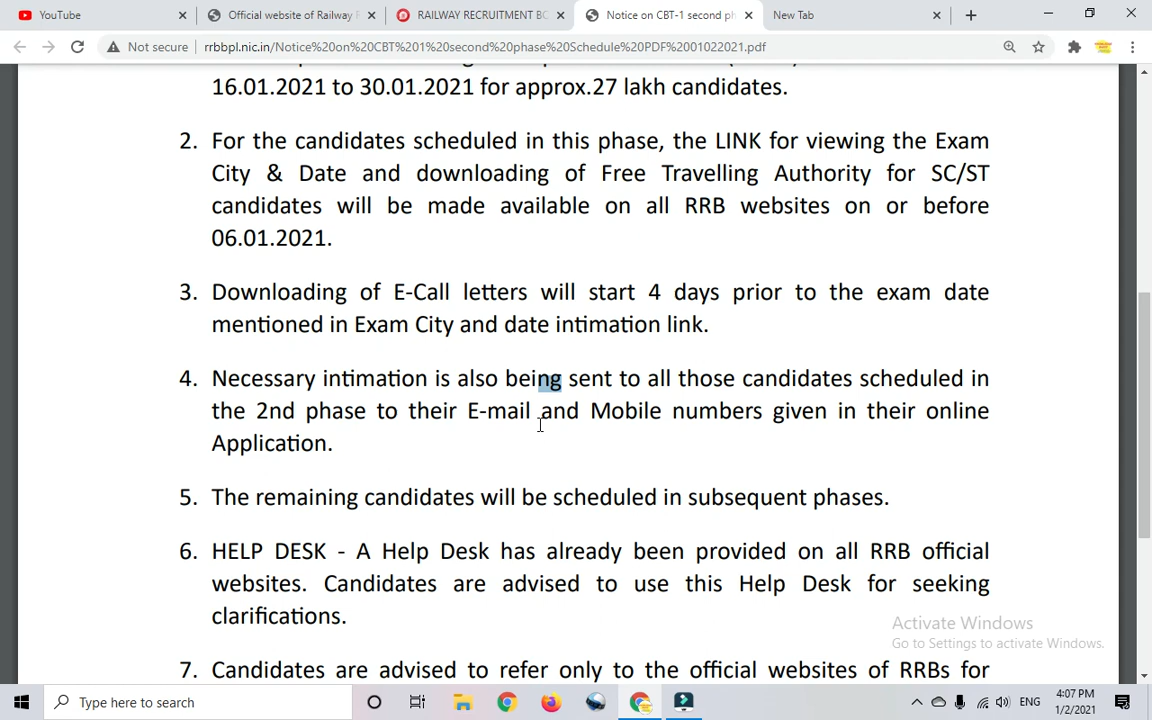 YouTube
Official website of Railway
RAILWAY RECRUITMENT BO
Notice on CBT-1 second ph
New Tab
Not secure
rrbbpl.nic.in/Notice%20on%20CBT%201%20second%20phase%20Schedule%20PDF%2001022021.pdf
16.01.2021 to 30.01.2021 for approx.27 lakh candidates.
2. For the candidates scheduled in this phase, the LINK for viewing the Exam
City & Date and downloading of Free Travelling Authority for SC/ST
candidates will be made available on all RRB websites on or before
06.01.2021.
3. Downloading of E-Call letters will start 4 days prior to the exam date
mentioned in Exam City and date intimation link.
4. Necessary intimation is also being sent to all those candidates scheduled in
the 2nd phase to their E-mail and Mobile numbers given in their online
Application.
5. The remaining candidates will be scheduled in subsequent phases.
6. HELP DESK - A Help Desk has already been provided on all RRB official
websites. Candidates are advised to use this Help Desk for seeking
clarifications.
Activate Windows
Go to Settings to activate Windows.
7. Candidates are advised to refer only to the official websites of RRBs for
Type here to search
ENG
4:07 PM
1/2/2021